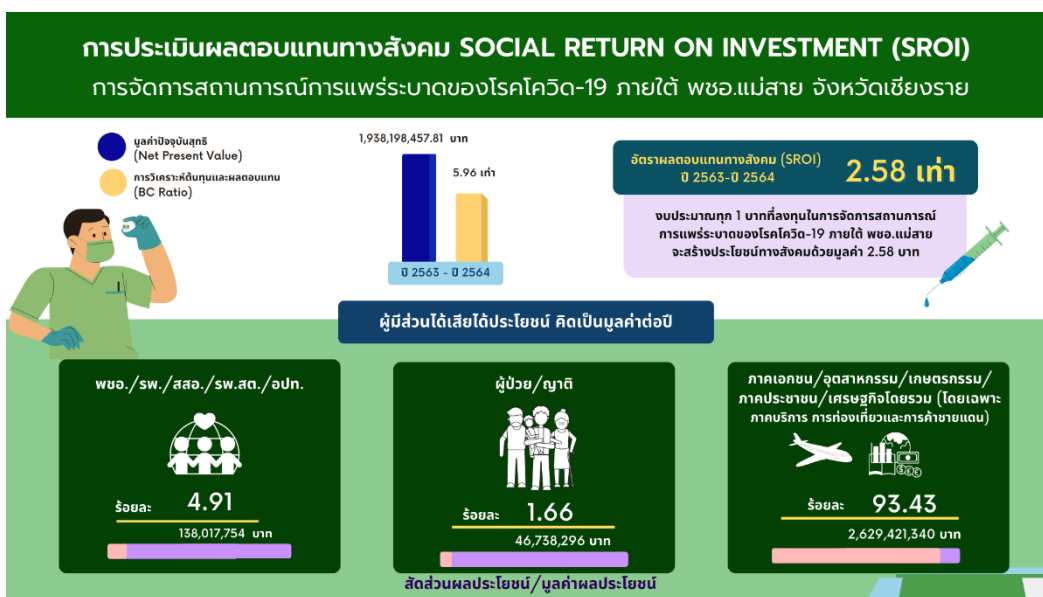 การประเมินผลตอบแทนทางสังคม SOCIAL RETURN ON INVESTMENT (SROI)
การจัดการสถานการณ์การแพร่ระบาดของโรคโควิด-19 ภายใต้ พชอ.แม่สาย จังหวัดเชียงราย
มูลค่าปัจจุบันสุทธิ
(Net Present Value)
การวิเคราะห์ต้นทุนและผลตอบแทน
(BC Ratio)
1,938,198,457.81 บาท
5.96 เท่า
ปี 2563 - ปี 2564
อัตราผลตอบแทนทางสังคม (SROI)
ปี 2563-ปี 2564
2.58 เท่า
งบประมาณทุก 1 บาทที่ลงทุนในการจัดการสถานการณ์
การแพร่ระบาดของโรคโควิด-19 ภายใต้ พชอ.แม่สาย
จะสร้างประโยชน์ทางสังคมด้วยมูลค่า 2.58 บาท
ผู้มีส่วนได้เสียได้ประโยชน์ คิดเป็นมูลค่าต่อปี
พชอ./รพ./สสอ./รพ.สต./อปท.
ร้อยละ 4.91
138,017,754 บาท
ผู้ป่วย/ญาติ
ร้อยละ 1.66
46,738,296 บาท
ภาคเอกชน/อุตสาหกรรม/เกษตรกรรม/
ภาคประชาชน/เศรษฐกิจโดยรวม (โดยเฉพาะ
ภาคบริการ การท่องเที่ยวและการค้าชายแดน)
ร้อยละ 93.43
2,629,421,340 บาท
สัดส่วนผลประโยชน์/มูลค่าผลประโยชน์